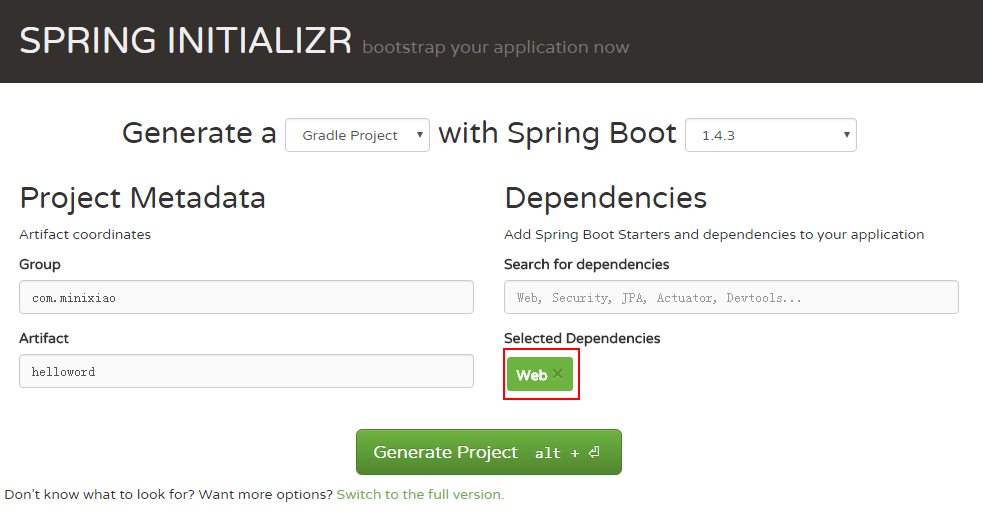 SPRING INITIALIZR bootstrap your application now
Generate a Gradle Project with Spring Boot 1.4.3
Project Metadata
Artifact coordinates
Group
com.minixiao
Artifact
helloword
Dependencies
Add Spring Boot Starters and dependencies to your application
Search for dependencies
Web, Security, JPA, Actuator, Devtools...
Selected Dependencies
Web ×
Generate Project alt + ⏎
Don't know what to look for? Want more options? Switch to the full version.